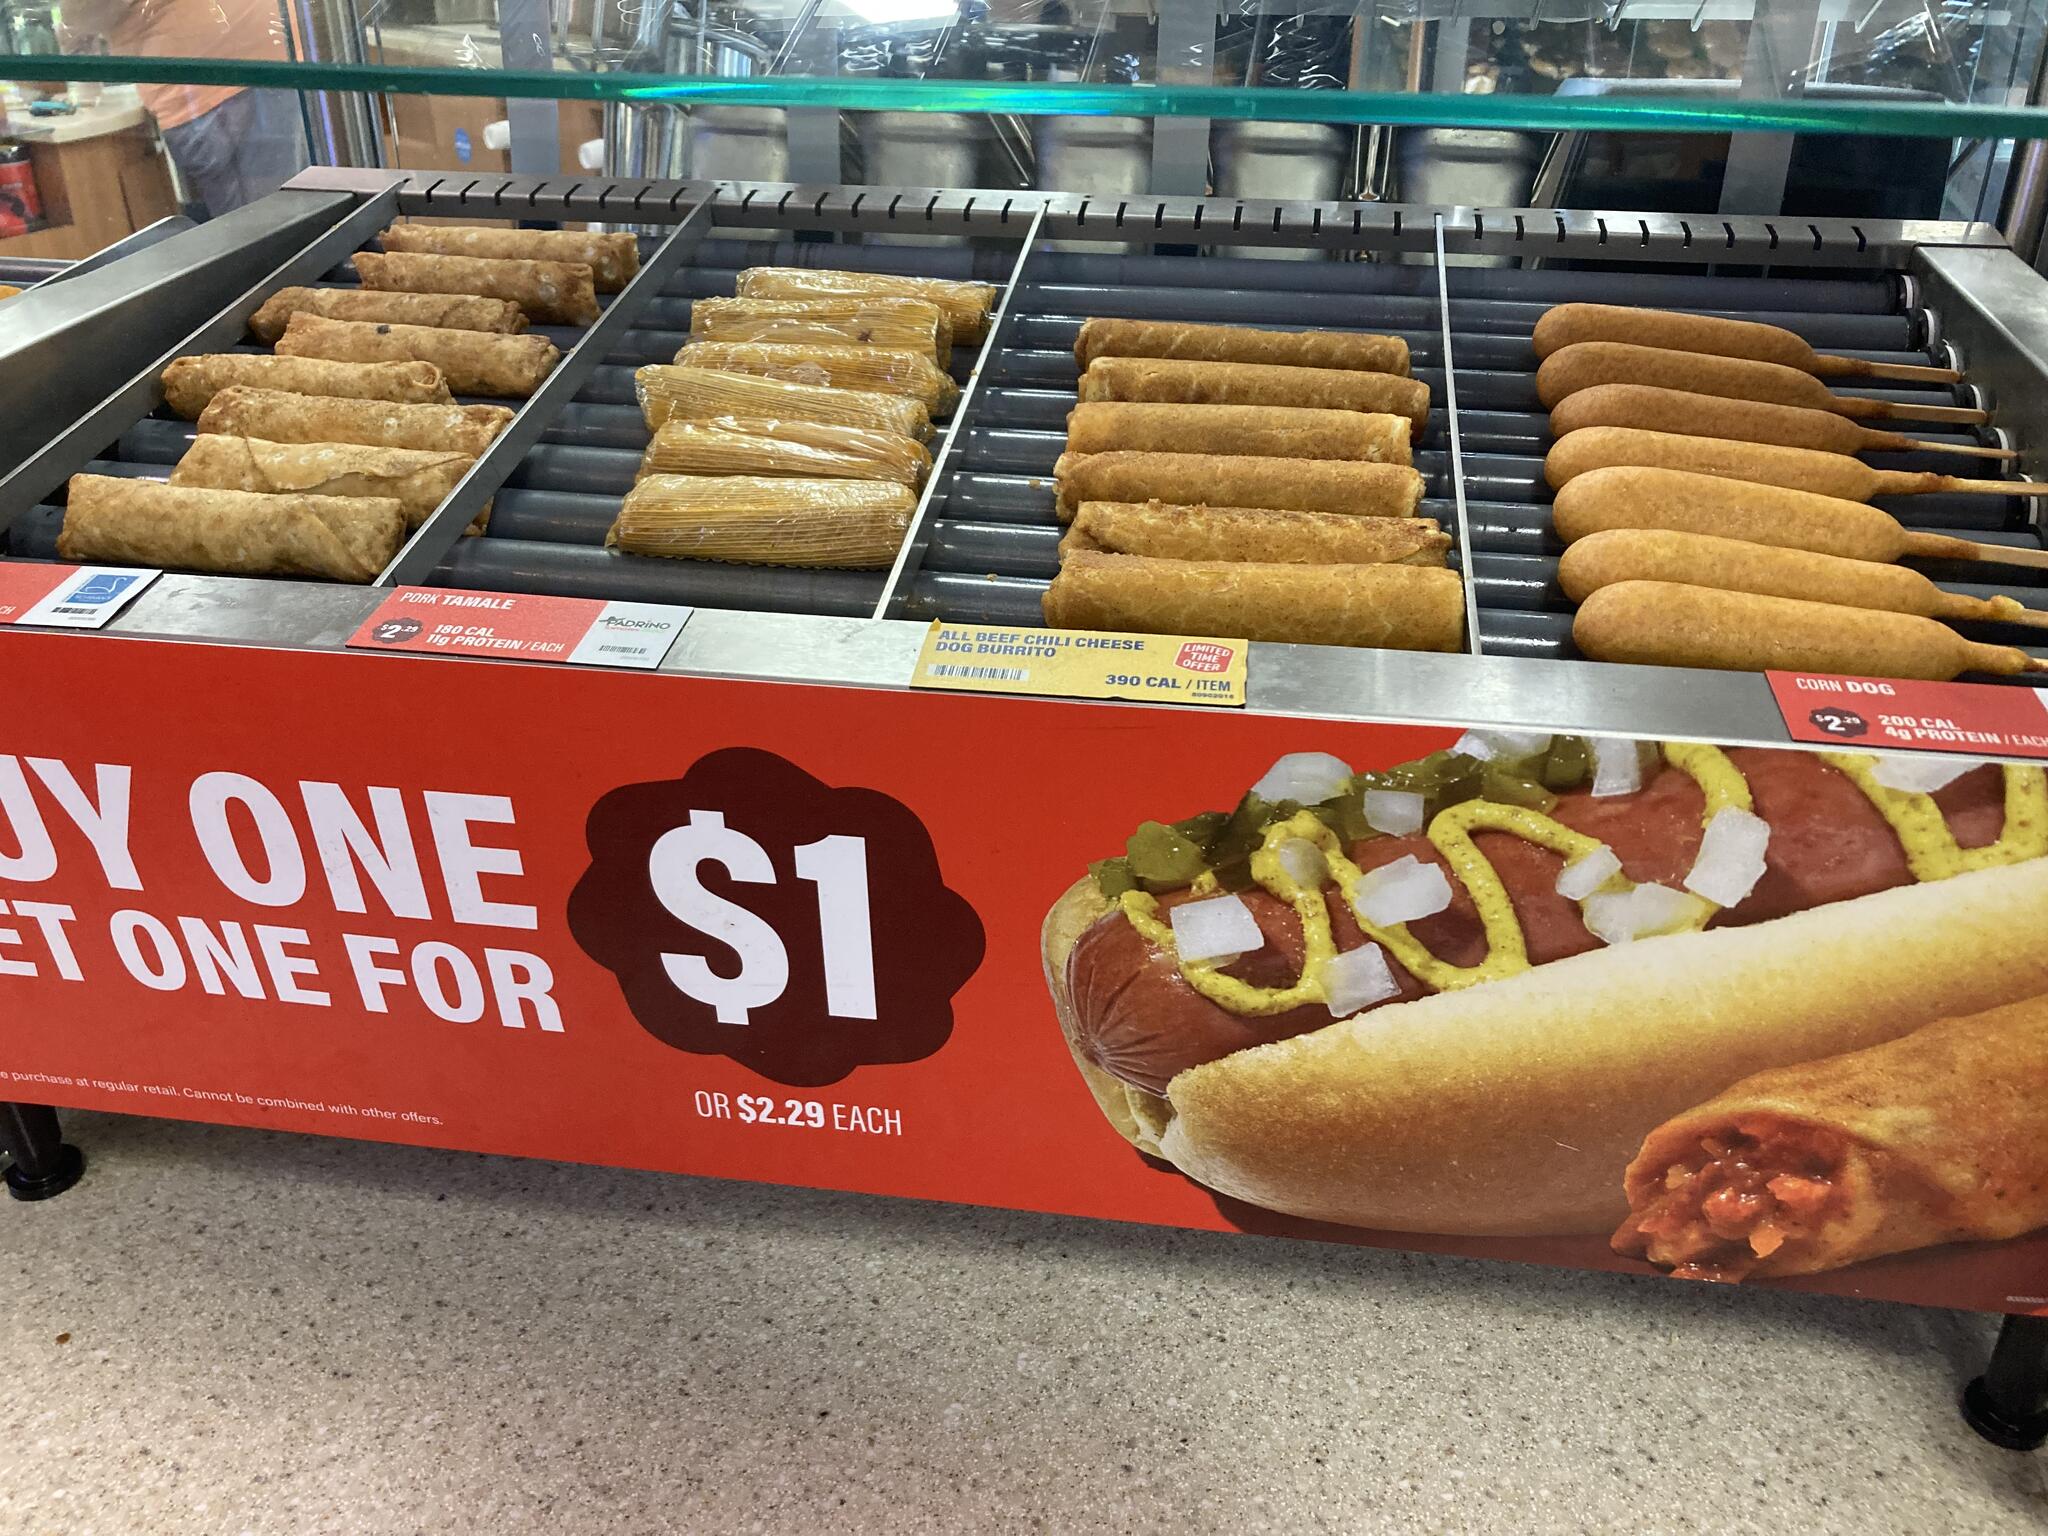 CH
PORK TAMALE
$2.29
180 CAL
11g PROTEIN / EACH
PADRINO
ALL BEEF CHILI CHEESE
DOG BURRITO
LIMITED
TIME
OFFER
390 CAL / ITEM
CORN DOG
$2.29
200 CAL
4g PROTEIN / EACH
UY ONE
ET ONE FOR
$1
OR $2.29 EACH
e purchase at regular retail. Cannot be combined with other offers.